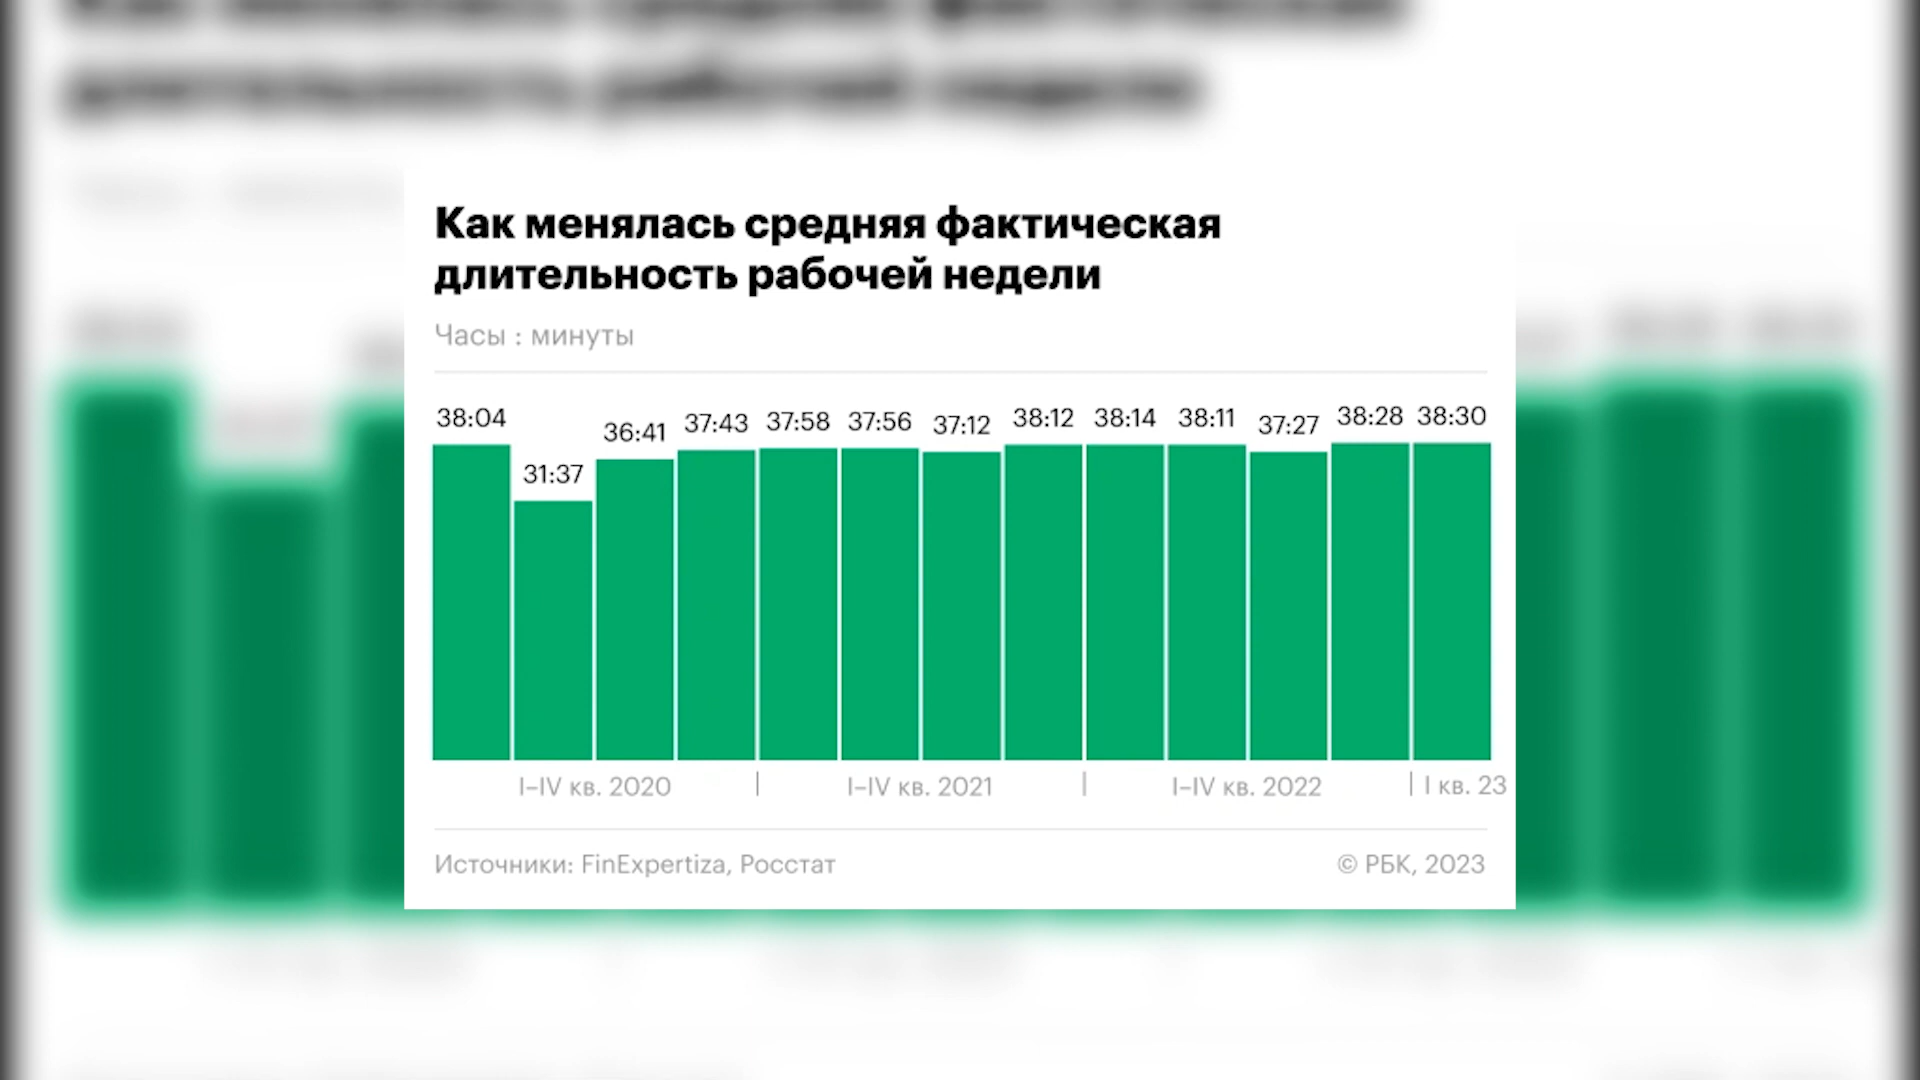 Как менялась средняя фактическая
длительность рабочей недели
Часы : минуты
38:04 31:37 36:41 37:43 37:58 37:56 37:12 38:12 38:14 38:11 37:27 38:28 38:30
I–IV кв. 2020 | I–IV кв. 2021 | I–IV кв. 2022 | I кв. 23
Источники: FinExpertiza, Росстат © РБК, 2023